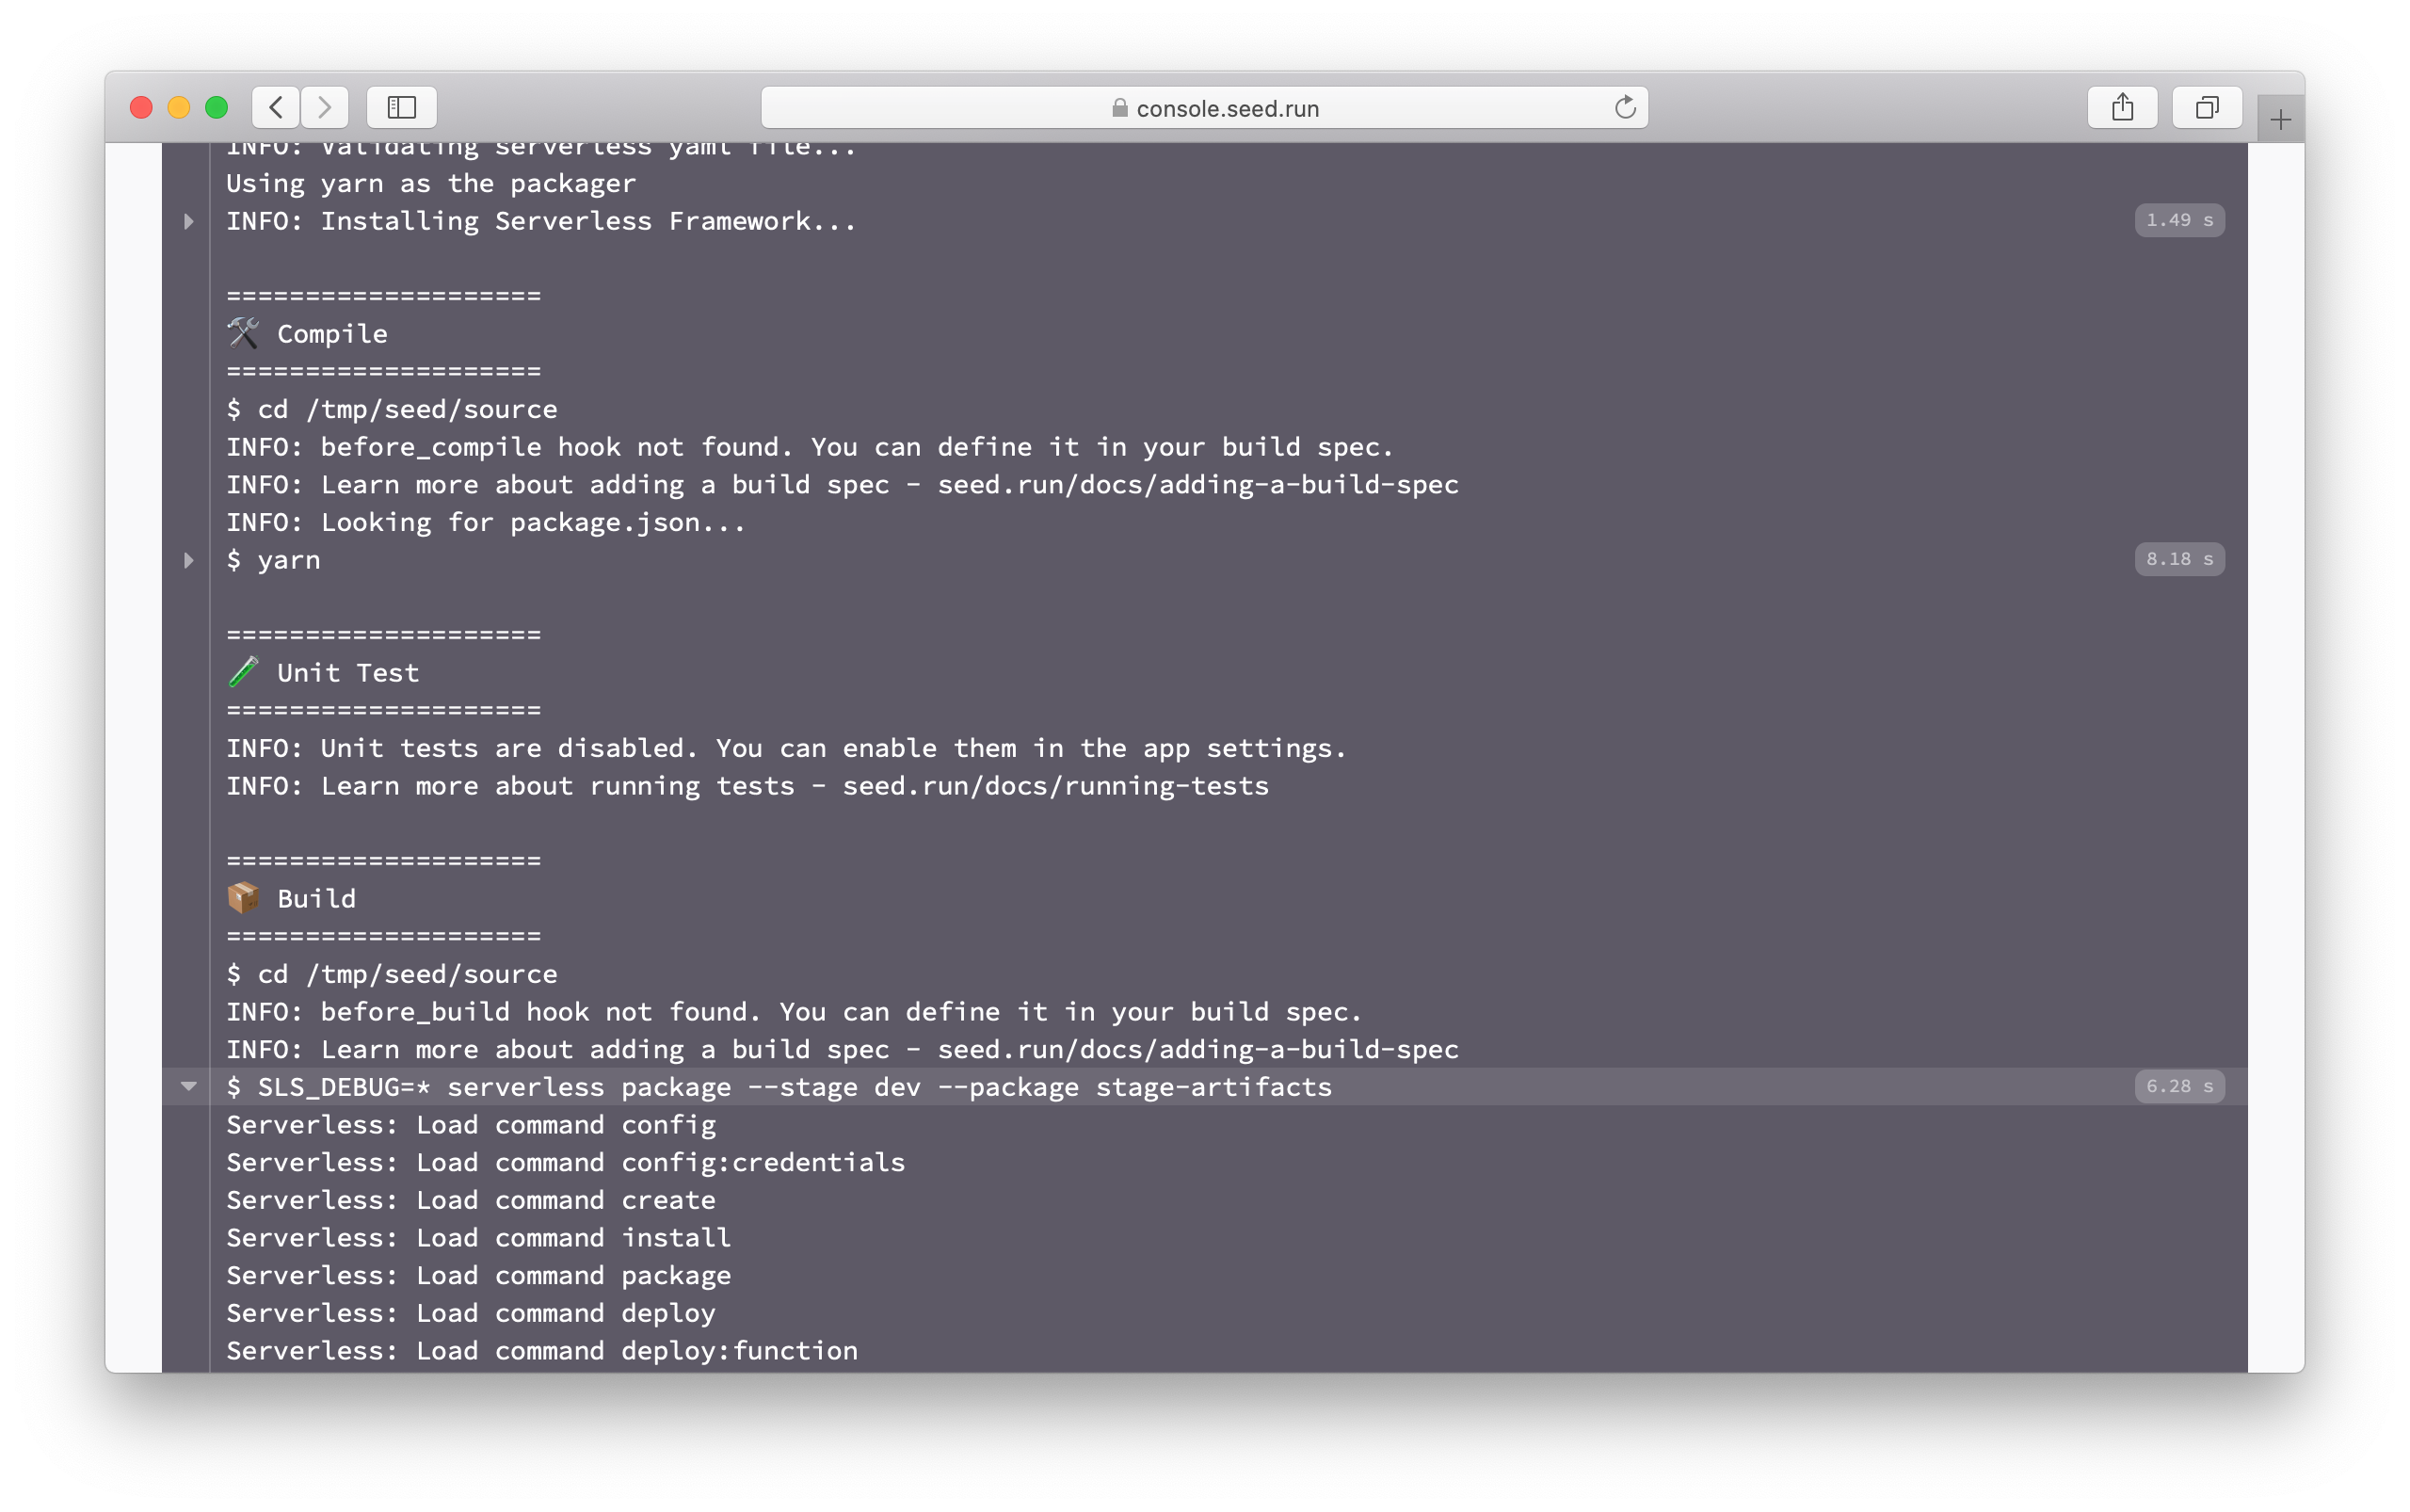 console.seed.run
INFO: Validating serverless yaml file...
Using yarn as the packager
INFO: Installing Serverless Framework...
1.49 s
====================
🛠 Compile
====================
$ cd /tmp/seed/source
INFO: before_compile hook not found. You can define it in your build spec.
INFO: Learn more about adding a build spec - seed.run/docs/adding-a-build-spec
INFO: Looking for package.json...
$ yarn
8.18 s
====================
🧪 Unit Test
====================
INFO: Unit tests are disabled. You can enable them in the app settings.
INFO: Learn more about running tests - seed.run/docs/running-tests
====================
📦 Build
====================
$ cd /tmp/seed/source
INFO: before_build hook not found. You can define it in your build spec.
INFO: Learn more about adding a build spec - seed.run/docs/adding-a-build-spec
$ SLS_DEBUG=* serverless package --stage dev --package stage-artifacts
6.28 s
Serverless: Load command config
Serverless: Load command config:credentials
Serverless: Load command create
Serverless: Load command install
Serverless: Load command package
Serverless: Load command deploy
Serverless: Load command deploy:function